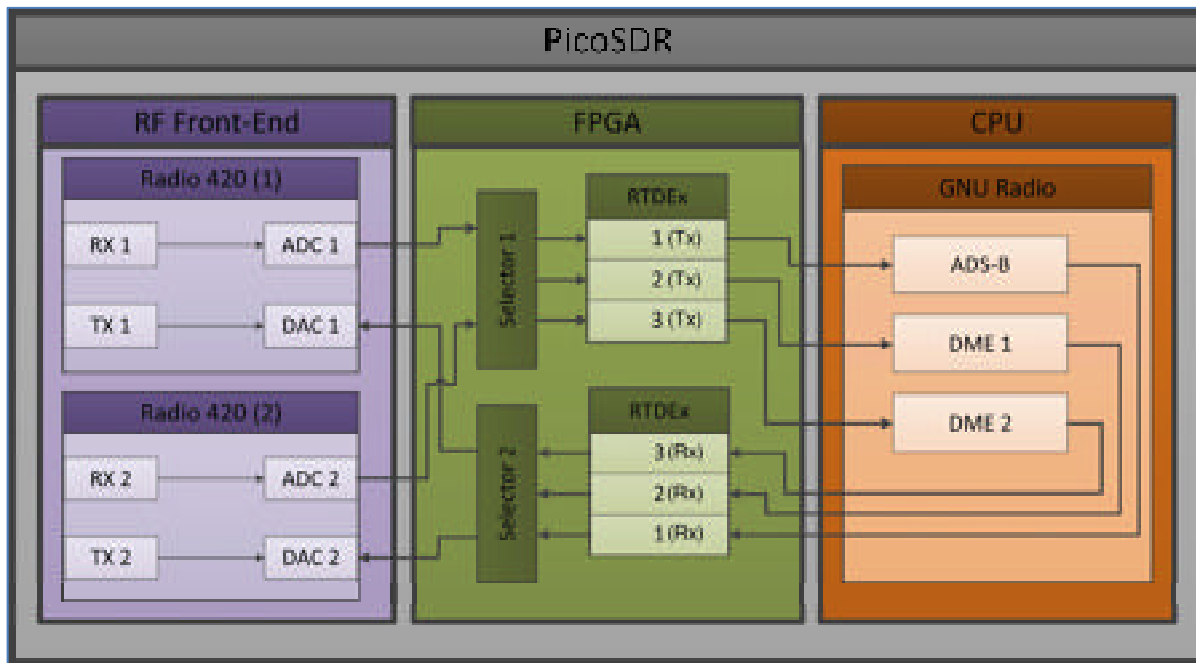 PicoSDR
RF Front-End
Radio 420 (1)
RX 1
ADC 1
TX 1
DAC 1
Radio 420 (2)
RX 2
ADC 2
TX 2
DAC 2
FPGA
Selector 1
RTDEx
1 (Tx)
2 (Tx)
3 (Tx)
Selector 2
RTDEx
3 (Rx)
2 (Rx)
1 (Rx)
CPU
GNU Radio
ADS-B
DME 1
DME 2